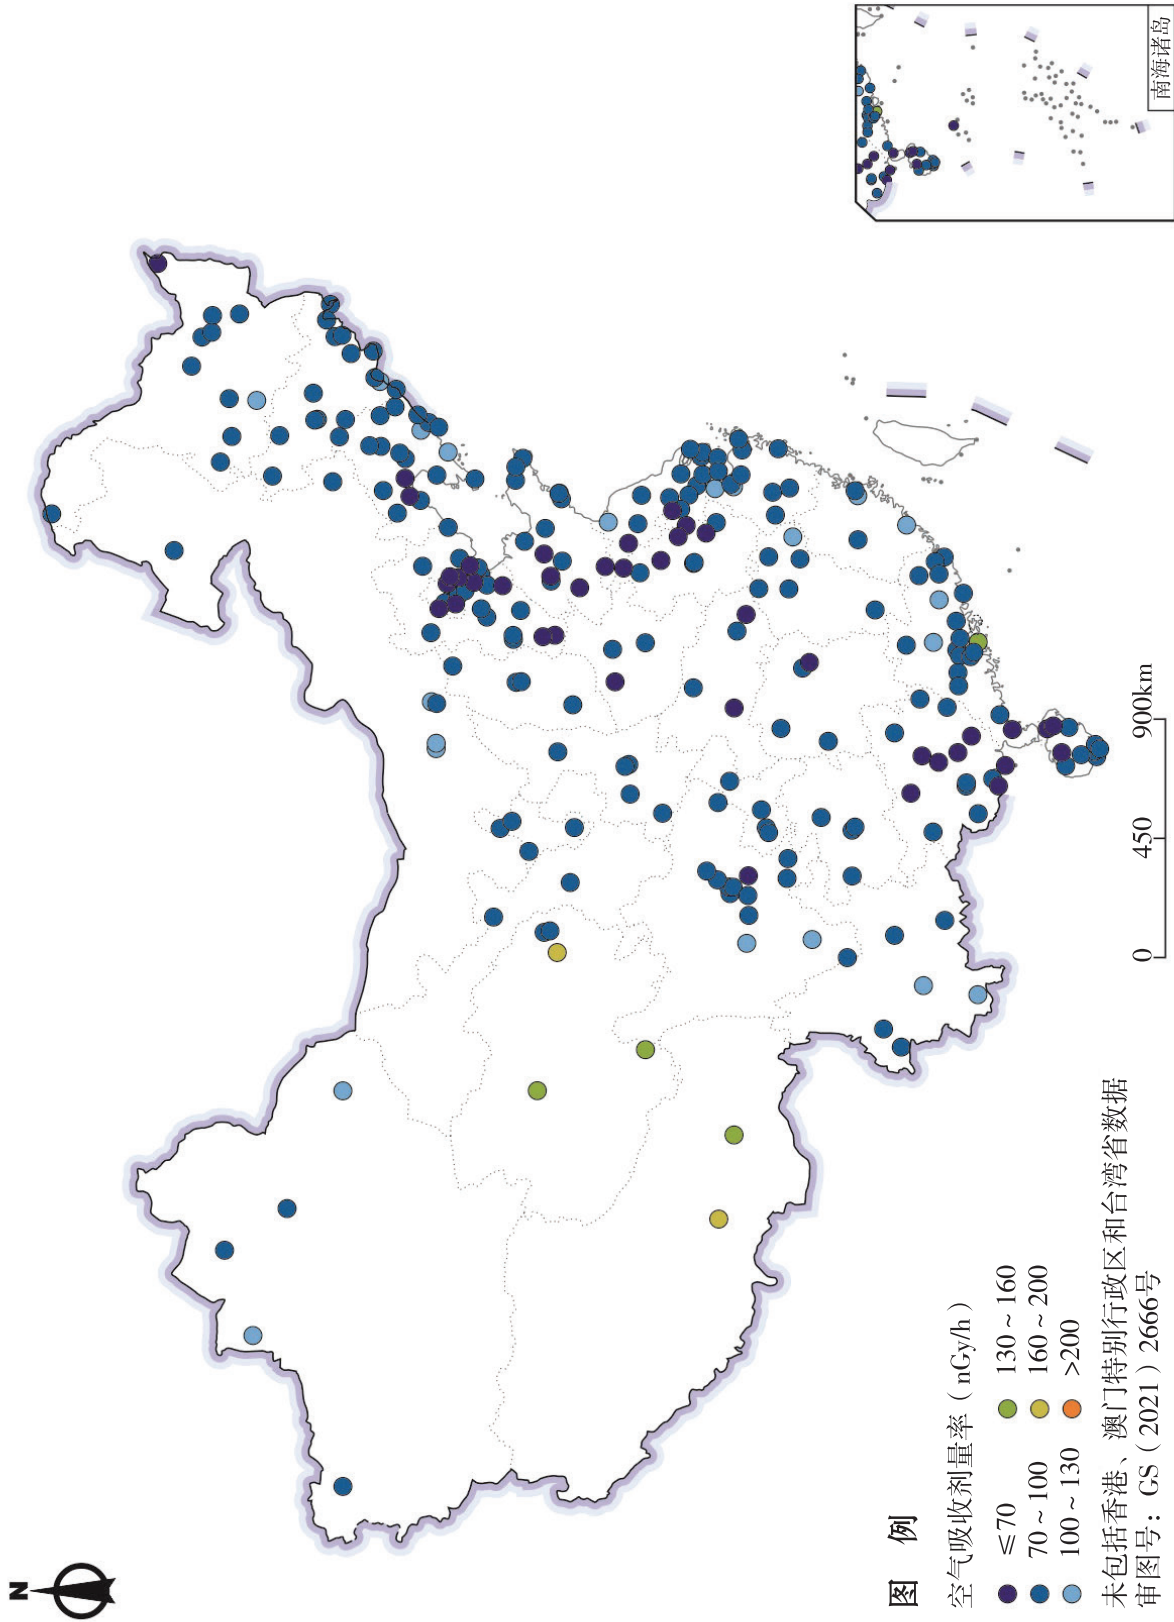 N
南海诸岛
图 例
空气吸收剂量率（nGy/h）
≤70
70～100
100～130
130～160
160～200
>200
未包括香港、澳门特别行政区和台湾省数据
审图号：GS（2021）2666号
0 450 900km